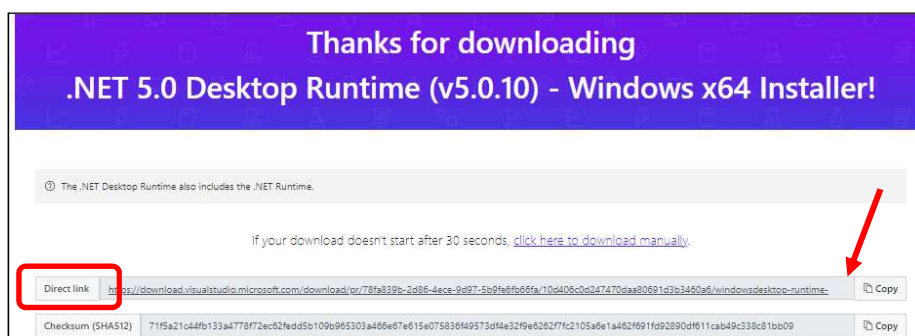 Thanks for downloading
.NET 5.0 Desktop Runtime (v5.0.10) - Windows x64 Installer!
The .NET Desktop Runtime also includes the .NET Runtime.
If your download doesn't start after 30 seconds, click here to download manually.
Direct link https://download.visualstudio.microsoft.com/download/pr/78fa839b-2d86-4ece-9d97-5b9fe6fb66fa/10d406c0d247470daa80691d3b3460a6/windowsdesktop-runtime- Copy
Checksum (SHA512) 71f5a21c44fb133a4778f72ec62fedd5b109b965303a466e67e615e075836f49573df4e32f9e6262f7fc2105a6e1a462f691fd92890df611cab49c338c81bb09 Copy